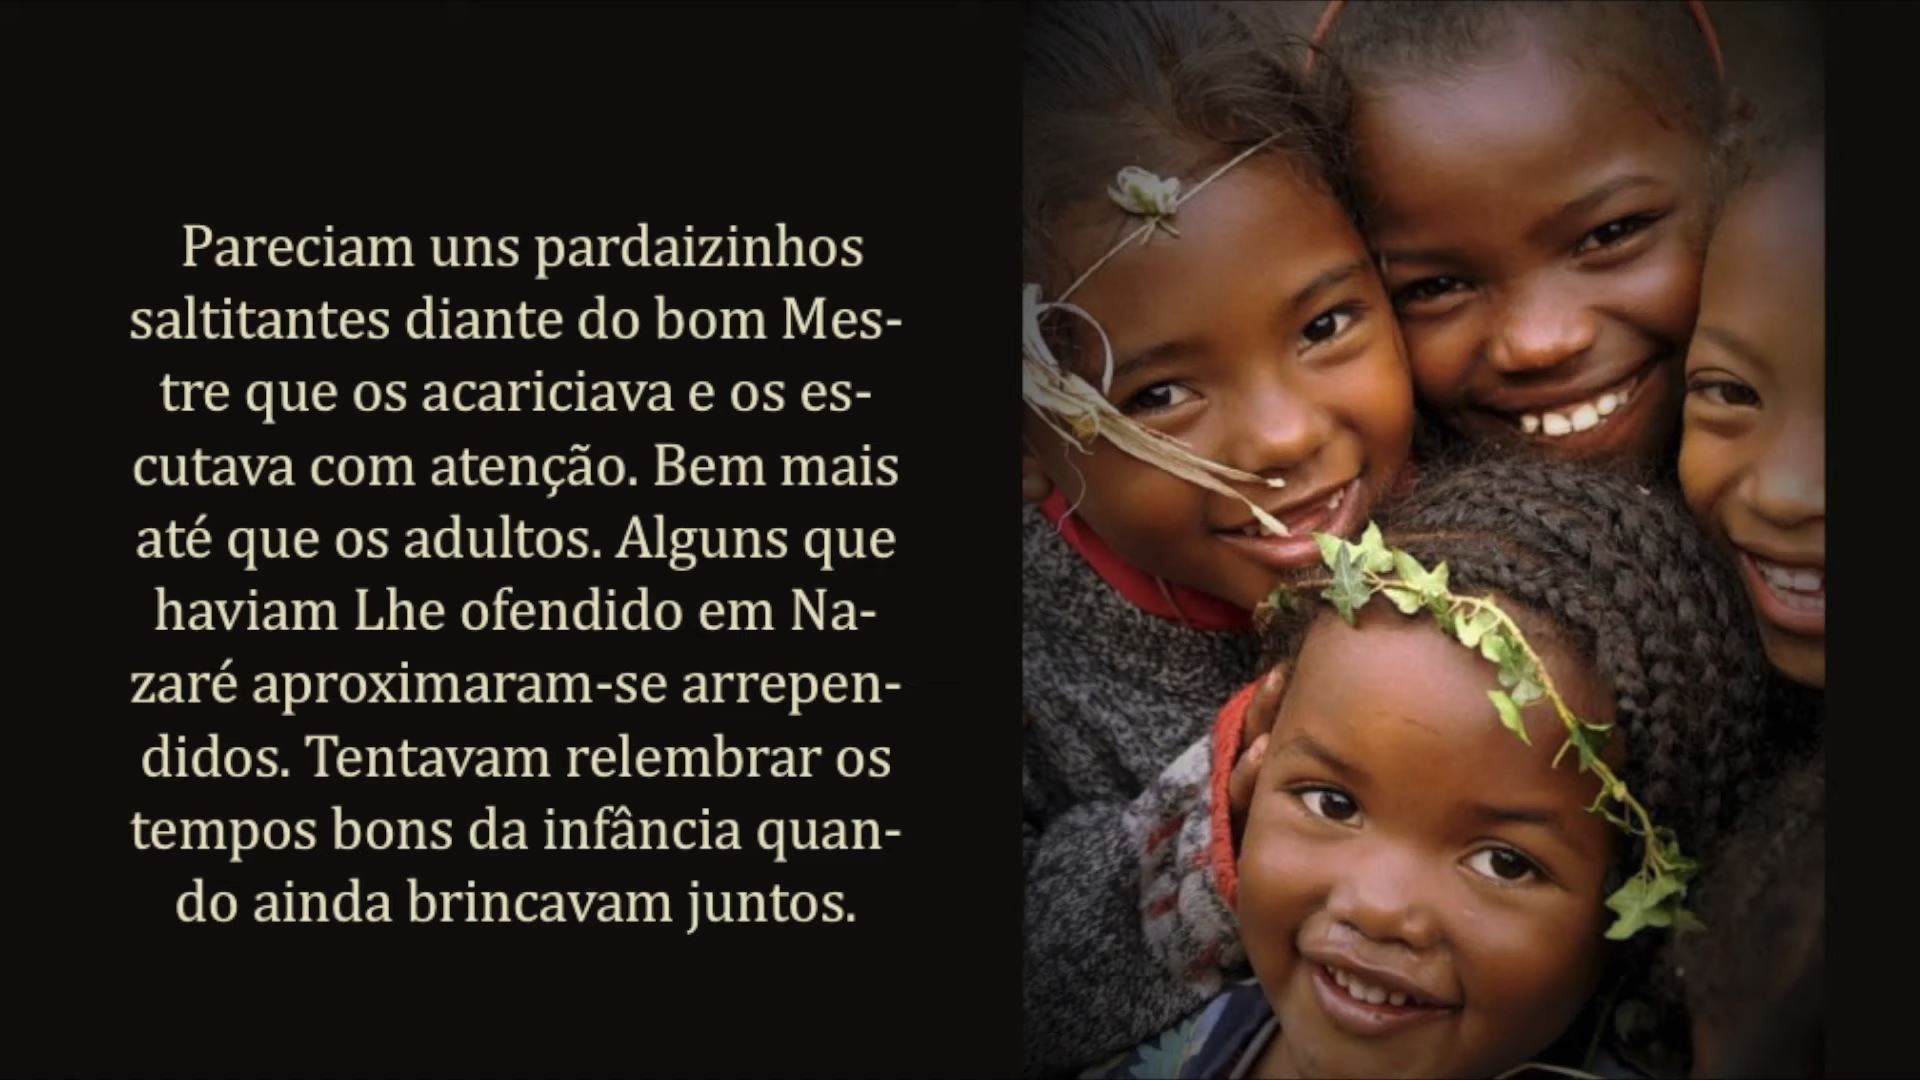 Pareciam uns pardaizinhos
saltitantes diante do bom Mes-
tre que os acariciava e os es-
cutava com atenção. Bem mais
até que os adultos. Alguns que
haviam Lhe ofendido em Na-
zaré aproximaram-se arrepen-
didos. Tentavam relembrar os
tempos bons da infância quan-
do ainda brincavam juntos.